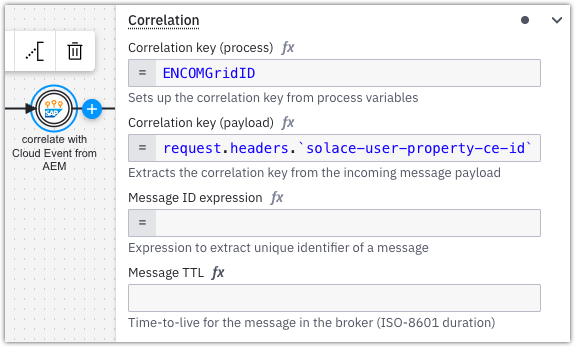 Correlation
Correlation key (process) fx
= ENCOMGridID
Sets up the correlation key from process variables
Correlation key (payload) fx
= request.headers.`solace-user-property-ce-id`
Extracts the correlation key from the incoming message payload
Message ID expression fx
=
Expression to extract unique identifier of a message
Message TTL fx
Time-to-live for the message in the broker (ISO-8601 duration)
SAP
correlate with
Cloud Event from
AEM